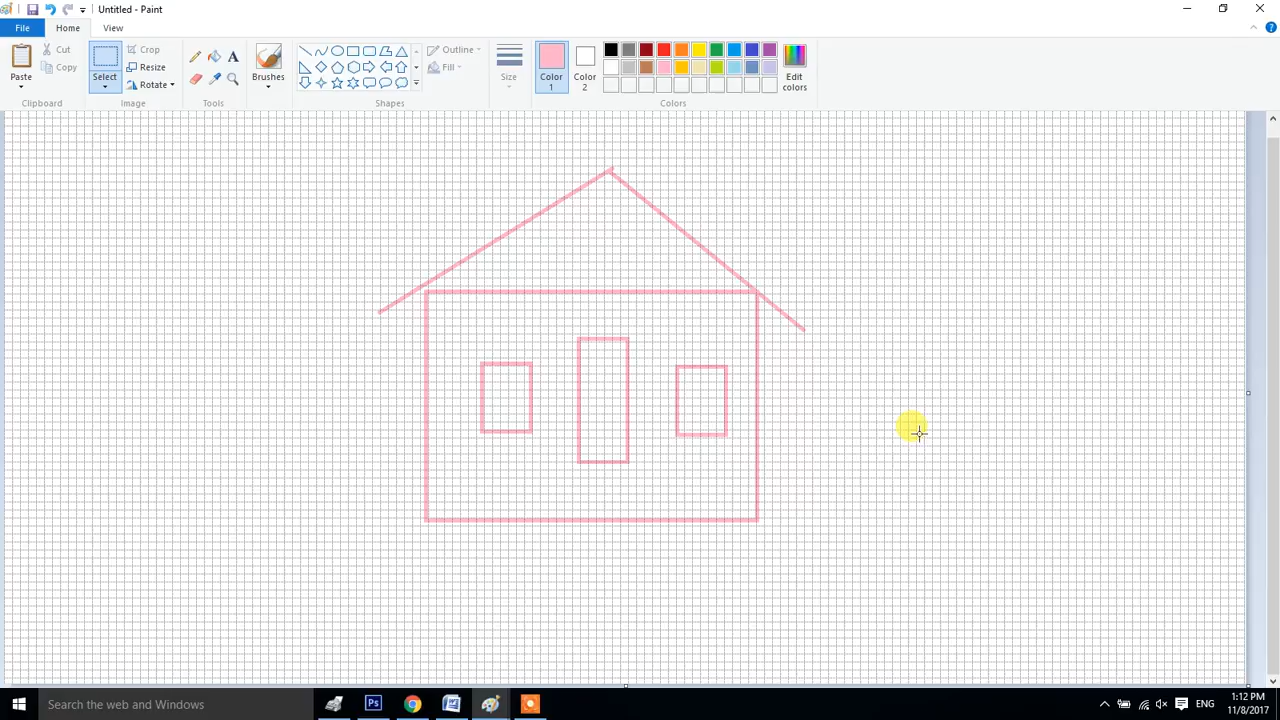 Untitled - Paint
File
Home
View
Paste
Cut
Copy
Clipboard
Select
Crop
Resize
Rotate
Image
Tools
Brushes
Outline
Fill
Shapes
Size
Color
1
Color
2
Edit
colors
Colors
A
Search the web and Windows
Ps
W
ENG
1:12 PM
11/8/2017